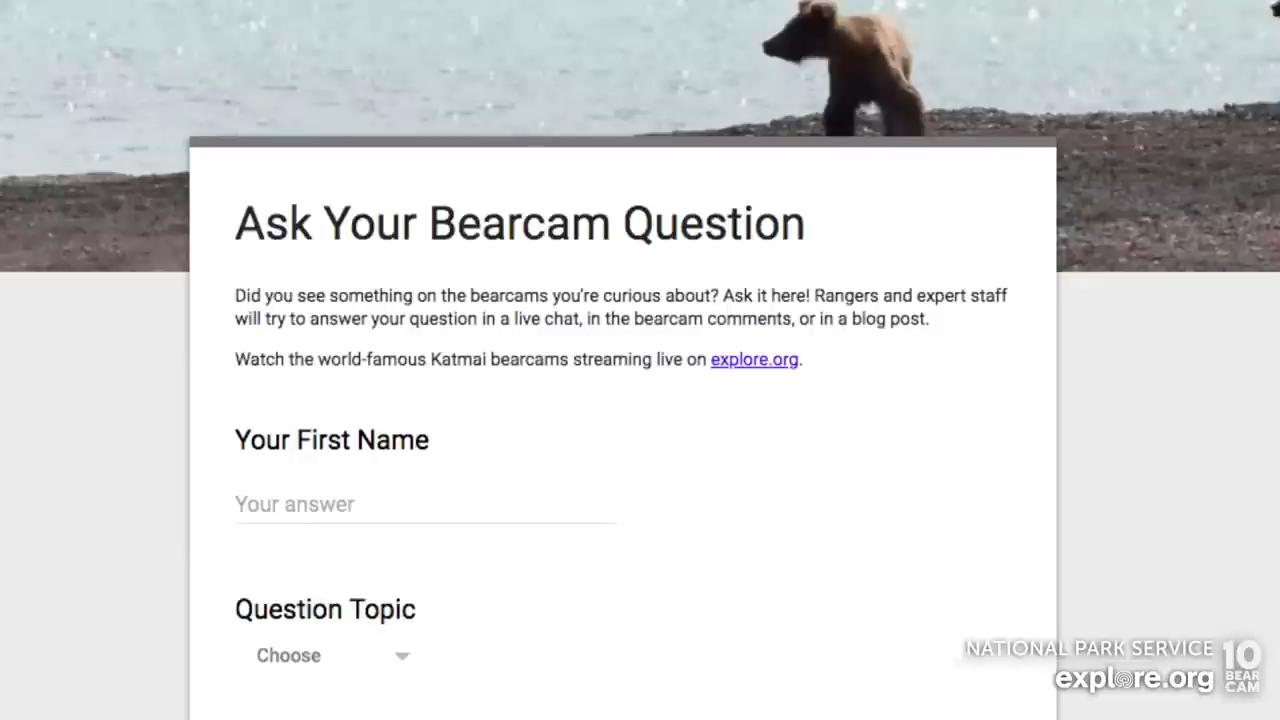 Ask Your Bearcam Question
Did you see something on the bearcams you're curious about? Ask it here! Rangers and expert staff
will try to answer your question in a live chat, in the bearcam comments, or in a blog post.
Watch the world-famous Katmai bearcams streaming live on explore.org.
Your First Name
Your answer
Question Topic
Choose
NATIONAL PARK SERVICE
explore.org
10
BEAR
CAM